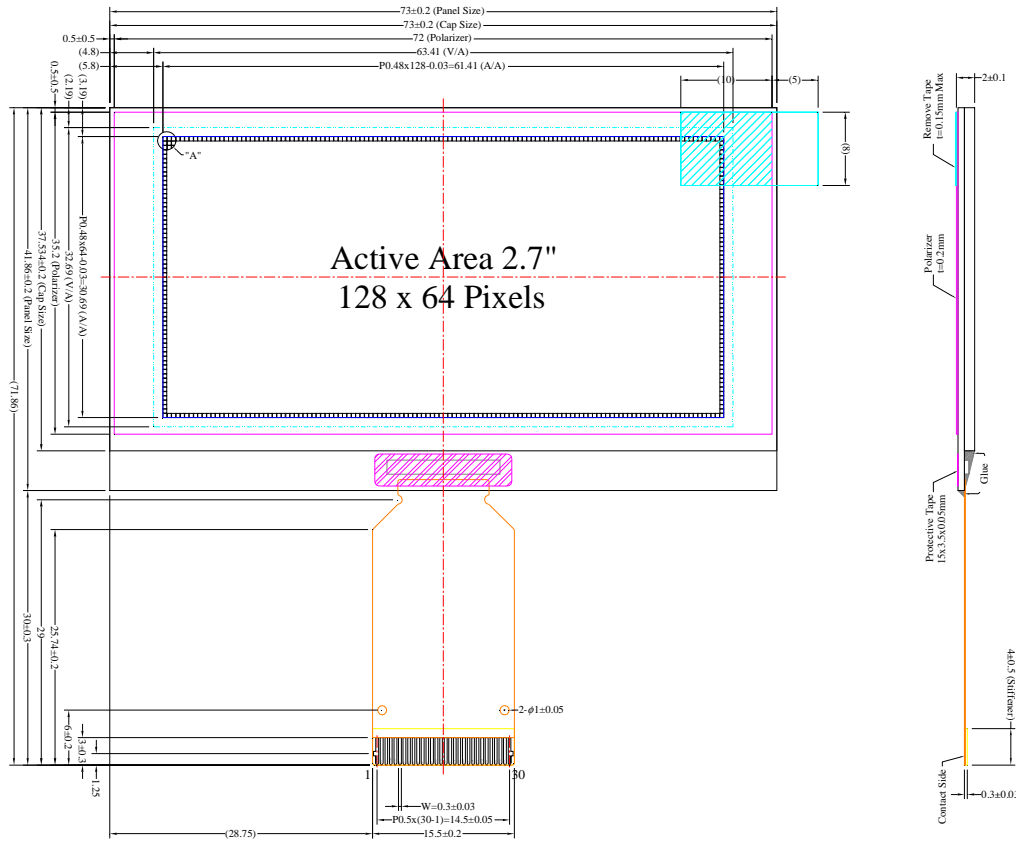 73±0.2 (Panel Size)
73±0.2 (Cap Size)
0.5±0.5
72 (Polarizer)
(4.8)
63.41 (V/A)
(5.8)
P0.48x128-0.03=61.41 (A/A)
0.5±0.5
(2.19)
(3.19)
(10)
(5)
(8)
"A"
Active Area 2.7"
128 x 64 Pixels
P0.48x64-0.03=30.69 (A/A)
32.69 (V/A)
35.2 (Polarizer)
37.534±0.2 (Cap Size)
41.86±0.2 (Panel Size)
(71.86)
30±0.3
29
25.74±0.2
6±0.2
3±0.3
1.25
2-ϕ1±0.05
1
30
W=0.3±0.03
P0.5x(30-1)=14.5±0.05
(28.75)
15.5±0.2
2±0.1
Remove Tape
t=0.15mm Max
Polarizer
t=0.2mm
Glue
Protective Tape
15x3.5x0.05mm
4±0.5 (Stiffener)
Contact Side
0.3±0.03